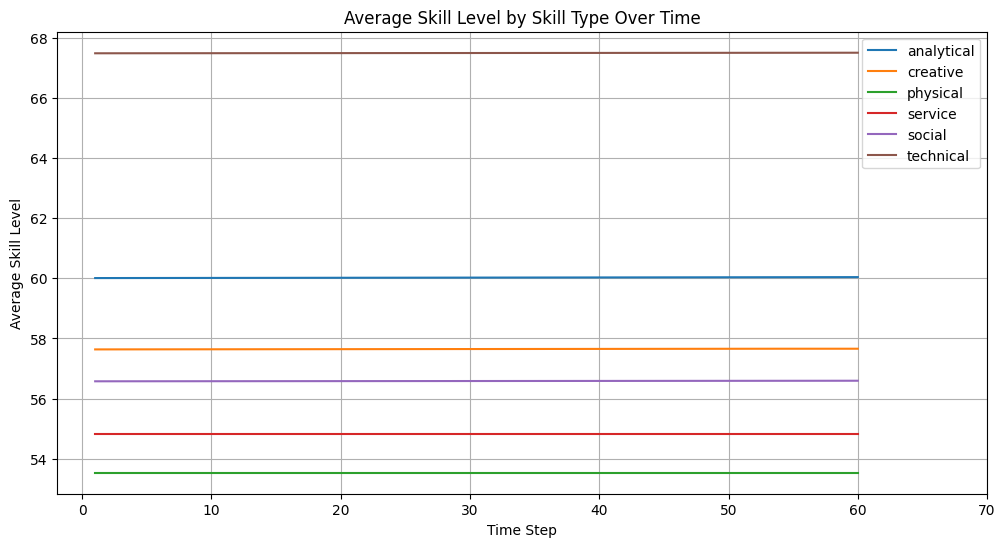 Average Skill Level by Skill Type Over Time
68
66
64
62
60
58
56
54
Average Skill Level
analytical
creative
physical
service
social
technical
0 10 20 30 40 50 60 70
Time Step